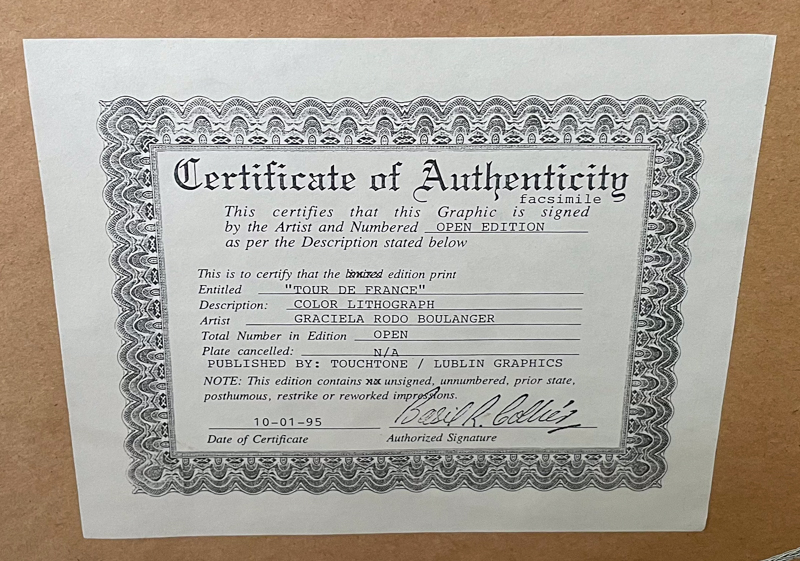 Certificate of Authenticity
facsimile
This certifies that this Graphic is signed
by the Artist and Numbered OPEN EDITION
as per the Description stated below
This is to certify that the limited edition print
Entitled "TOUR DE FRANCE"
Description: COLOR LITHOGRAPH
Artist GRACIELA RODO BOULANGER
Total Number in Edition OPEN
Plate cancelled: N/A
PUBLISHED BY: TOUCHTONE / LUBLIN GRAPHICS
NOTE: This edition contains unsigned, unnumbered, prior state,
posthumous, restrike or reworked impressions.
10-01-95 Basil R. Collier
Date of Certificate Authorized Signature